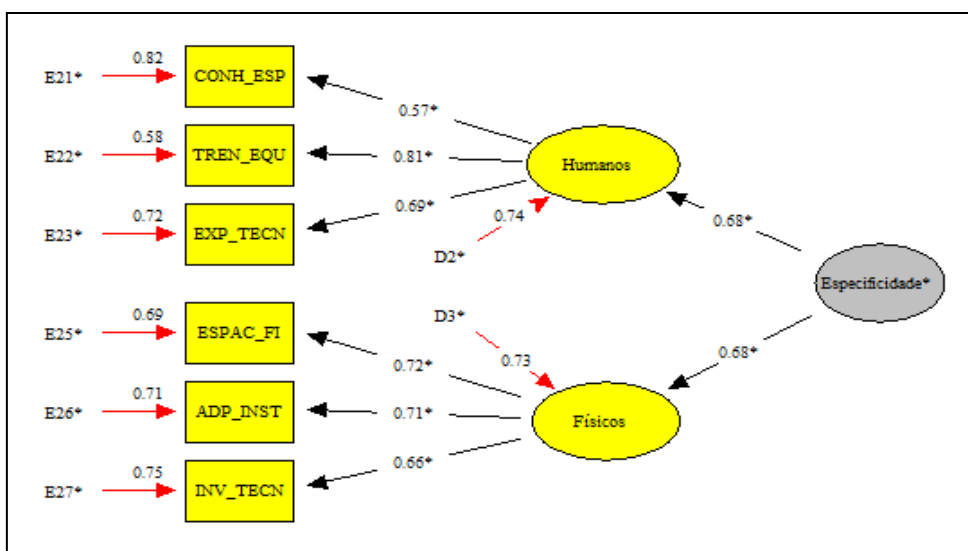 E21* 0.82 CONH_ESP
0.57*
E22* 0.58 TREN_EQU
0.81*
Humanos
E23* 0.72 EXP_TECN
0.69*
0.74
D2*
0.68*
Especificidade*
D3*
E25* 0.69 ESPAC_FI
0.73
0.68*
0.72*
E26* 0.71 ADP_INST
0.71*
Físicos
E27* 0.75 INV_TECN
0.66*